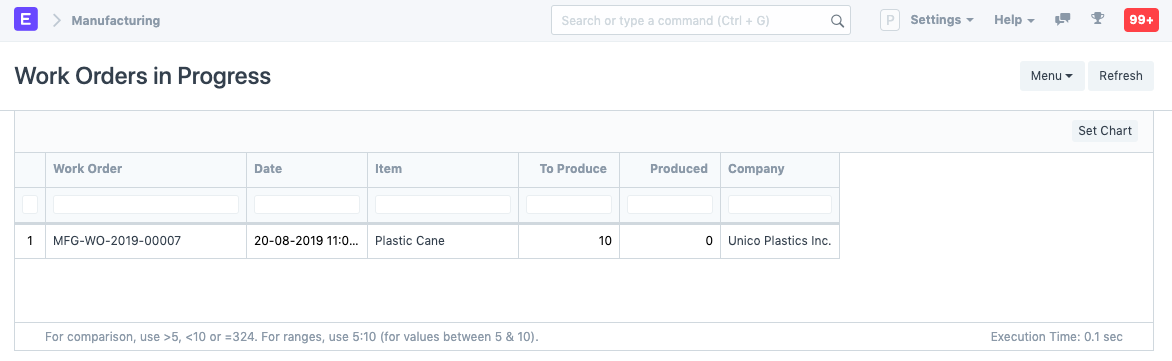 E Manufacturing Search or type a command (Ctrl + G) P Settings Help 99+
Work Orders in Progress Menu Refresh
Set Chart
Work Order Date Item To Produce Produced Company
1 MFG-WO-2019-00007 20-08-2019 11:0... Plastic Cane 10 0 Unico Plastics Inc.
For comparison, use >5, <10 or =324. For ranges, use 5:10 (for values between 5 & 10). Execution Time: 0.1 sec